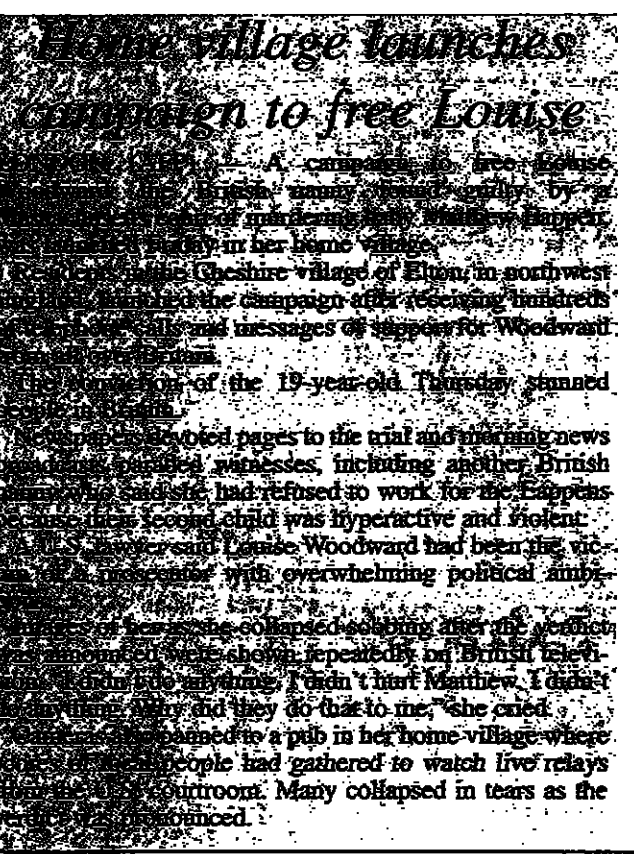 Home village launches
campaign to free Louise
LONDON (AFP) — A campaign to free Louise
Woodward, the British nanny found guilty by a
court of murdering baby Matthew Eappen,
was launched in her home village.
Residents in the Cheshire village of Elton, in northwest
England, launched the campaign after receiving hundreds
of telephone calls and messages of support for Woodward
from all over Britain.
The conviction of the 19-year-old Thursday stunned
people in Britain.
Newspapers devoted pages to the trial and morning news
broadcasts paraded witnesses, including another British
nanny who said she had refused to work for the Eappens
because their second child was hyperactive and violent.
A U.S. lawyer said Louise Woodward had been the vic-
tim of a prosecutor with overwhelming political ambi-
Images of her as she collapsed sobbing after the verdict
was announced were shown repeatedly on British televi-
sion. "I didn't do anything, I didn't hurt Matthew, I didn't
do anything. Why did they do that to me," she cried.
Cameras also panned to a pub in her home village where
of local people had gathered to watch live relays
from the courtroom. Many collapsed in tears as the
verdict was pronounced.